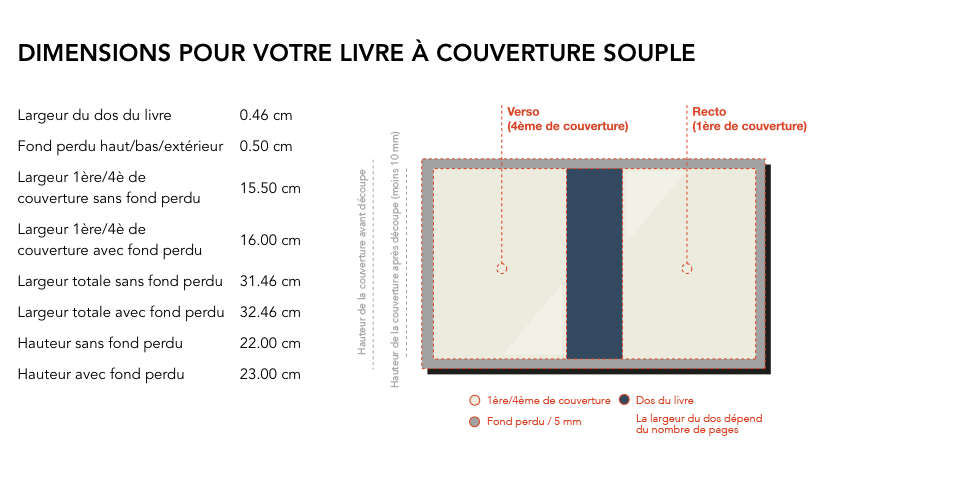 DIMENSIONS POUR VOTRE LIVRE À COUVERTURE SOUPLE
Largeur du dos du livre 0.46 cm
Fond perdu haut/bas/extérieur 0.50 cm
Largeur 1ère/4è de
couverture sans fond perdu 15.50 cm
Largeur 1ère/4è de
couverture avec fond perdu 16.00 cm
Largeur totale sans fond perdu 31.46 cm
Largeur totale avec fond perdu 32.46 cm
Hauteur sans fond perdu 22.00 cm
Hauteur avec fond perdu 23.00 cm
Hauteur de la couverture avant découpe
Hauteur de la couverture après découpe (moins 10 mm)
Verso
(4ème de couverture)
Recto
(1ère de couverture)
1ère/4ème de couverture
Dos du livre
Fond perdu / 5 mm
La largeur du dos dépend
du nombre de pages